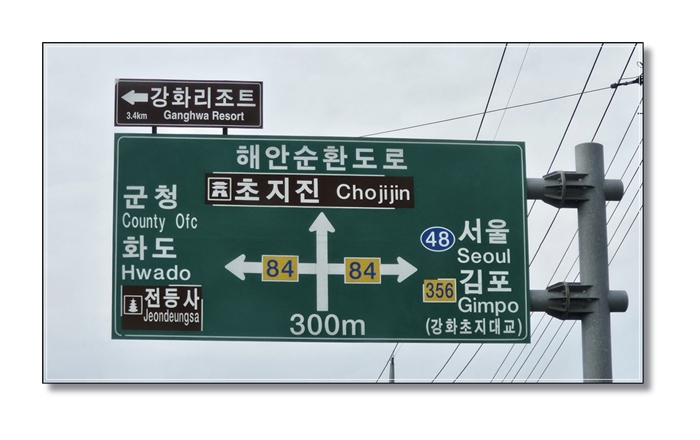 강화리조트
3.4km Ganghwa Resort
해안순환도로
초지진 Chojijin
군청
County Ofc
화도
Hwado
전등사
Jeondeungsa
84
84
48 서울
Seoul
356 김포
Gimpo
(강화초지대교)
300m